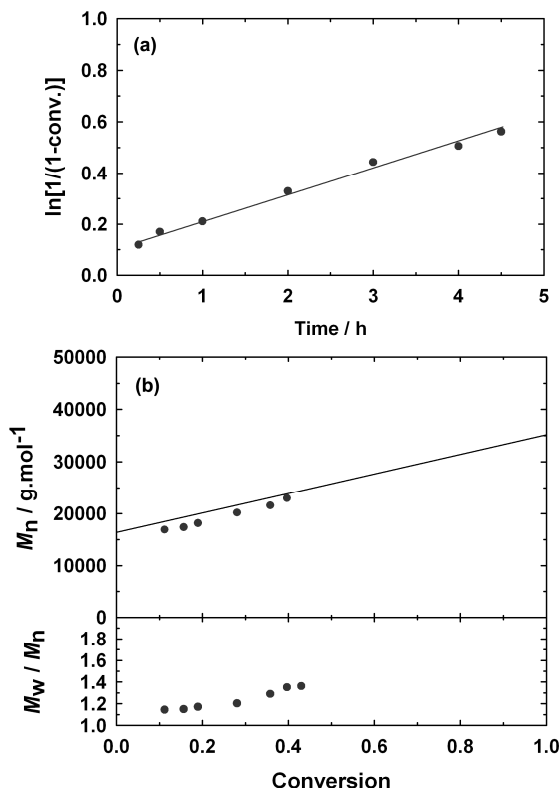 (a)
ln[1/(1-conv.)]
1.0
0.8
0.6
0.4
0.2
0.0
0 1 2 3 4 5
Time / h
(b)
Mn / g.mol-1
50000
40000
30000
20000
10000
0
Mw / Mn
1.8
1.6
1.4
1.2
1.0
0.0 0.2 0.4 0.6 0.8 1.0
Conversion